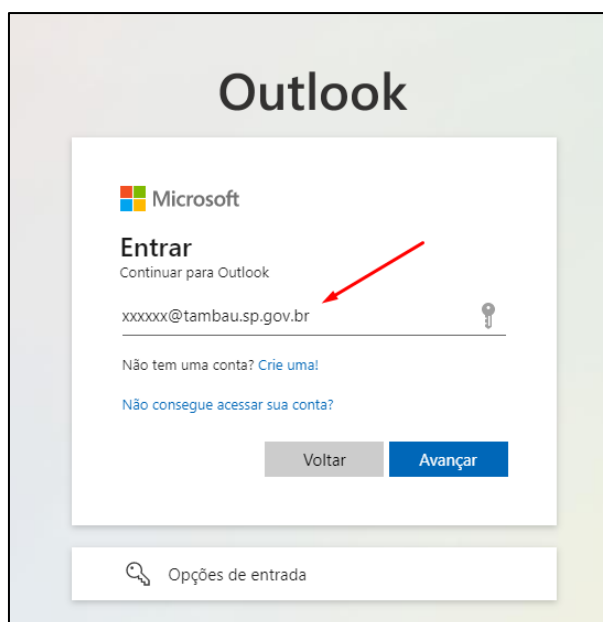 Outlook
Microsoft
Entrar
Continuar para Outlook
xxxxxx@tambau.sp.gov.br
Não tem uma conta? Crie uma!
Não consegue acessar sua conta?
Voltar Avançar
Opções de entrada